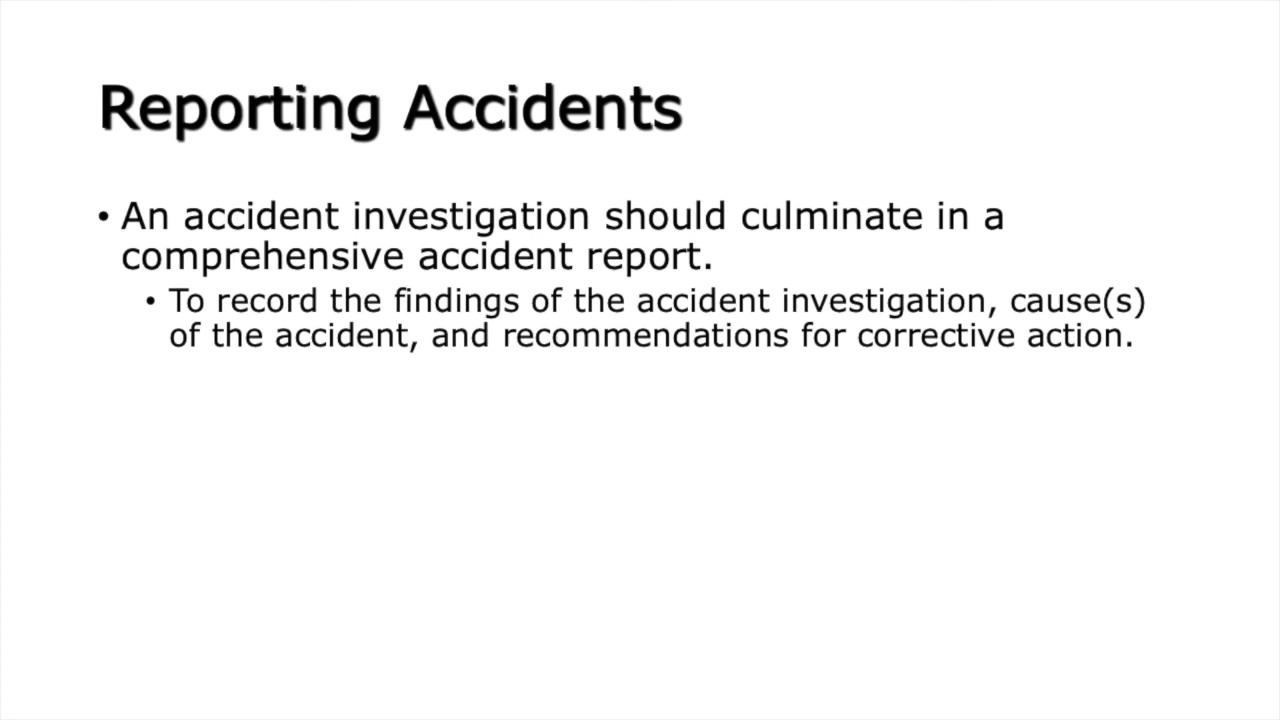 Reporting Accidents
• An accident investigation should culminate in a
comprehensive accident report.
• To record the findings of the accident investigation, cause(s)
of the accident, and recommendations for corrective action.